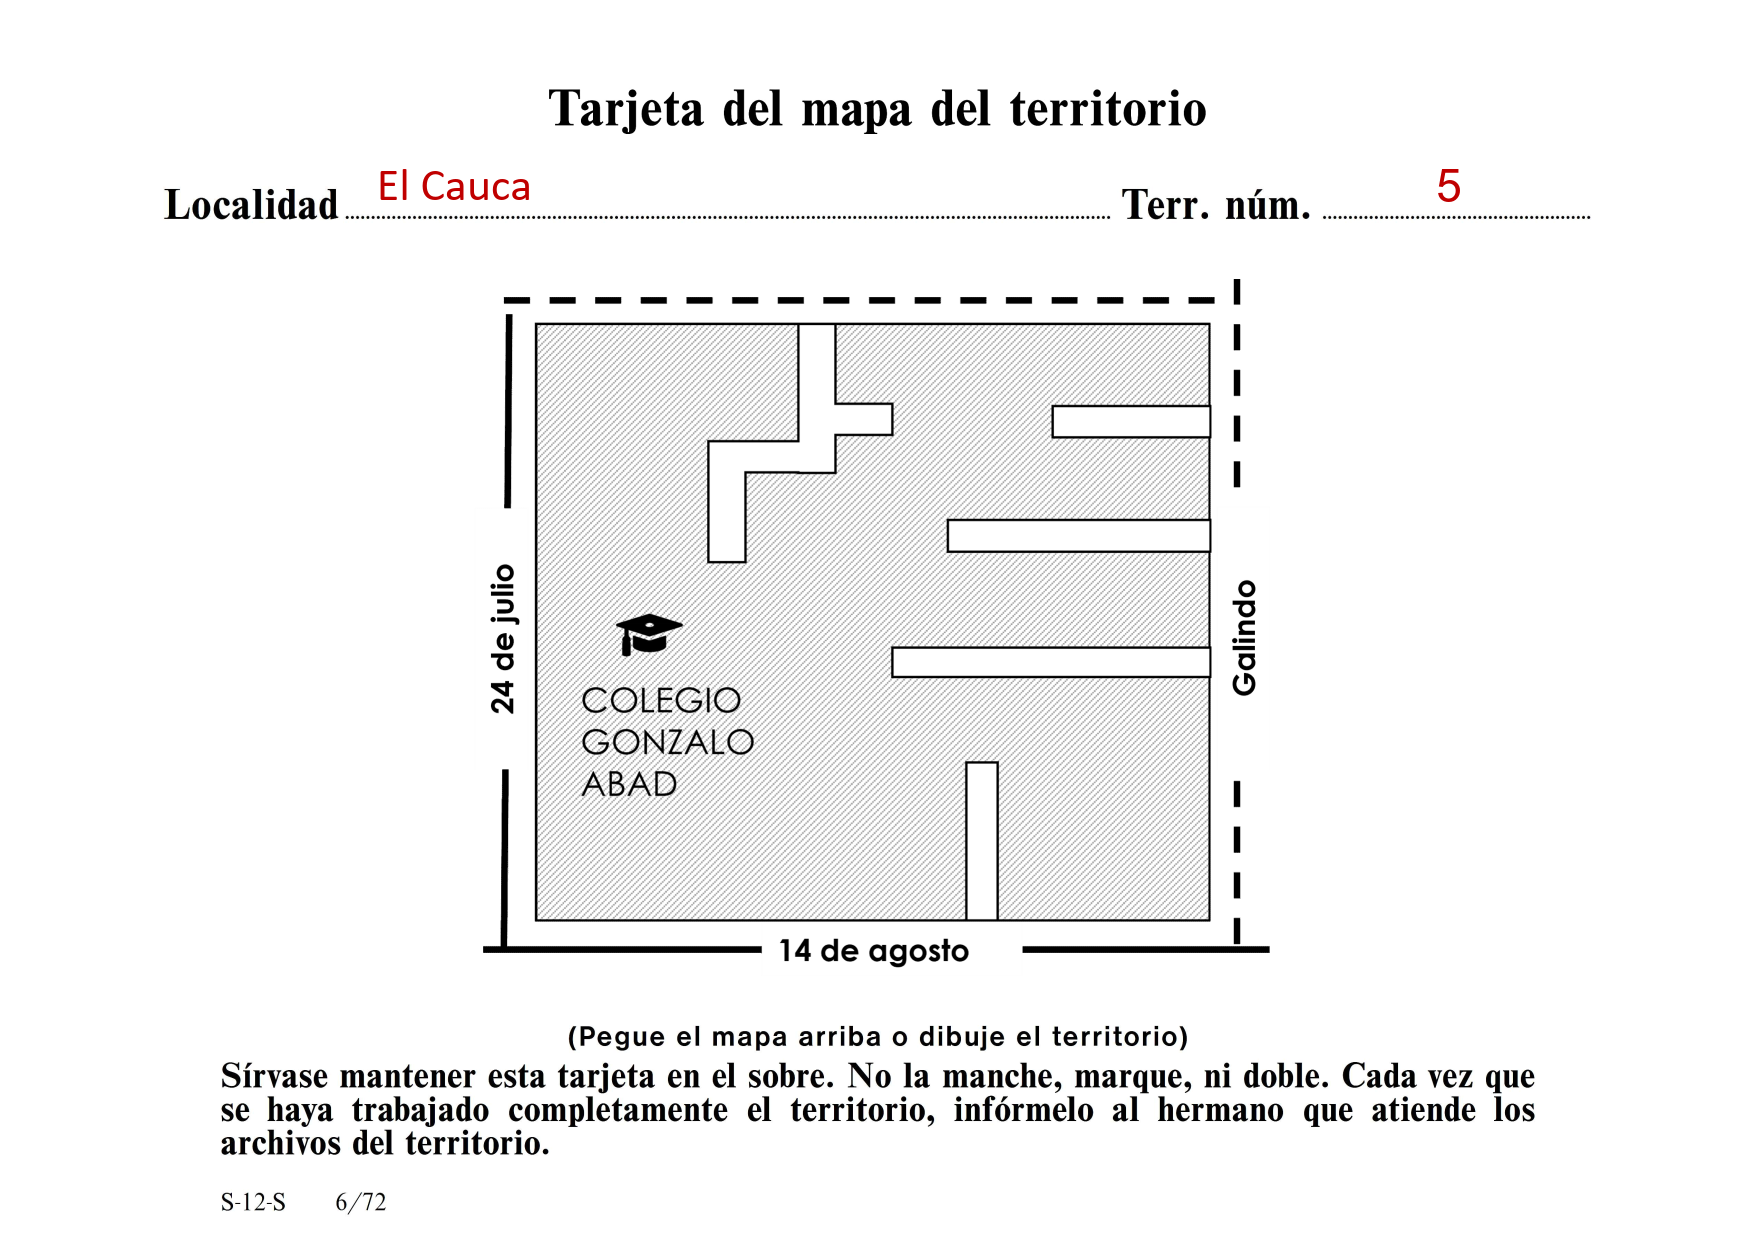 Tarjeta del mapa del territorio
Localidad El Cauca Terr. núm. 5
24 de julio
Galindo
COLEGIO
GONZALO
ABAD
14 de agosto
(Pegue el mapa arriba o dibuje el territorio)
Sírvase mantener esta tarjeta en el sobre. No la manche, marque, ni doble. Cada vez que
se haya trabajado completamente el territorio, infórmelo al hermano que atiende los
archivos del territorio.
S-12-S 6/72